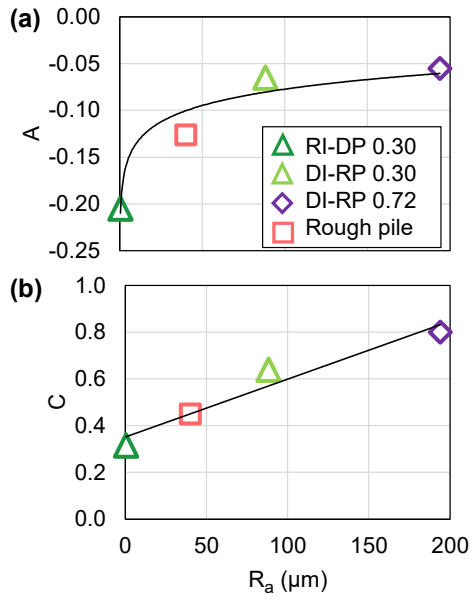 (a)
0.00
-0.05
-0.10
-0.15
-0.20
-0.25
A
RI-DP 0.30
DI-RP 0.30
DI-RP 0.72
Rough pile
(b)
1.0
0.8
0.6
0.4
0.2
0.0
C
0 50 100 150 200
Rₐ (μm)